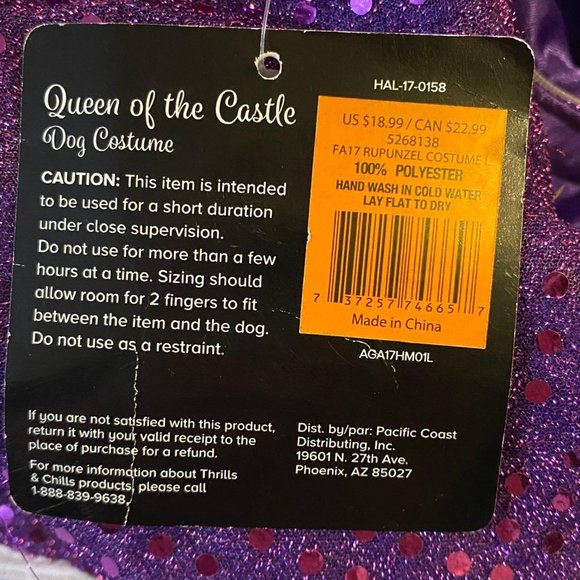 Queen of the Castle
Dog Costume
CAUTION: This item is intended
to be used for a short duration
under close supervision.
Do not use for more than a few
hours at a time. Sizing should
allow room for 2 fingers to fit
between the item and the dog.
Do not use as a restraint.
If you are not satisfied with this product,
return it with your valid receipt to the
place of purchase for a refund.
For more information about Thrills
& Chills products, please call
1-888-839-9638.
HAL-17-0158
US $18.99 / CAN $22.99
5268138
FA17 RUPUNZEL COSTUME L
100% POLYESTER
HAND WASH IN COLD WATER
LAY FLAT TO DRY
7 37257 74665 7
Made in China
AGA17HM01L
Dist. by/par: Pacific Coast
Distributing, Inc.
19601 N. 27th Ave.
Phoenix, AZ 85027